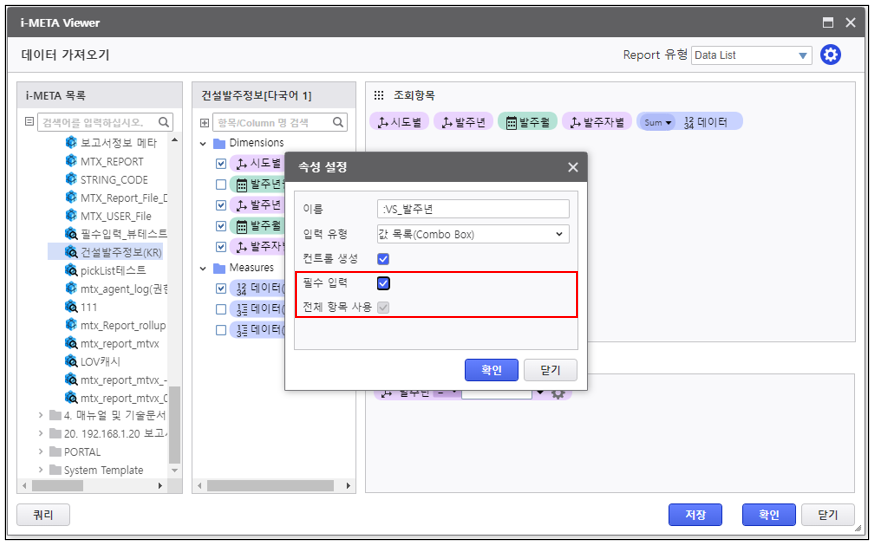 i-META Viewer
데이터 가져오기
Report 유형 Data List
i-META 목록
검색어를 입력하십시오.
보고서정보 메타
MTX_REPORT
STRING_CODE
MTX_Report_File_D
MTX_USER_File
필수입력_뷰테스트
건설발주정보(KR)
pickList테스트
mtx_agent_log(권한
111
mtx_Report_rollup
mtx_report_mtvx
LOV캐시
mtx_report_mtvx_-
mtx_report_mtvx_0
4. 매뉴얼 및 기술문서
20. 192.168.1.20 보고서
PORTAL
System Template
건설발주정보[다국어 1]
항목/Column 명 검색
Dimensions
시도별
발주년
발주년
발주월
발주자별
Measures
데이터(
데이터(
데이터(
조회항목
시도별 발주년 발주월 발주자별 Sum 데이터
속성 설정
이름 :VS_발주년
입력 유형 값 목록(Combo Box)
컨트롤 생성
필수 입력
전제 항목 사용
확인 닫기
발주년 =
쿼리 저장 확인 닫기